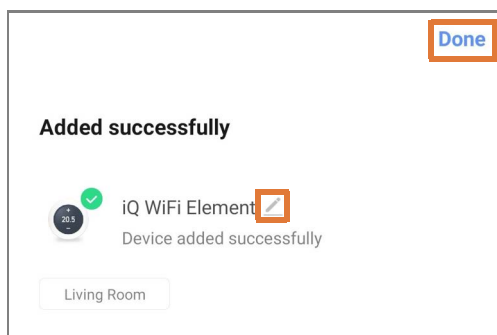 Done
Added successfully
iQ WiFi Element
20.5
Device added successfully
Living Room